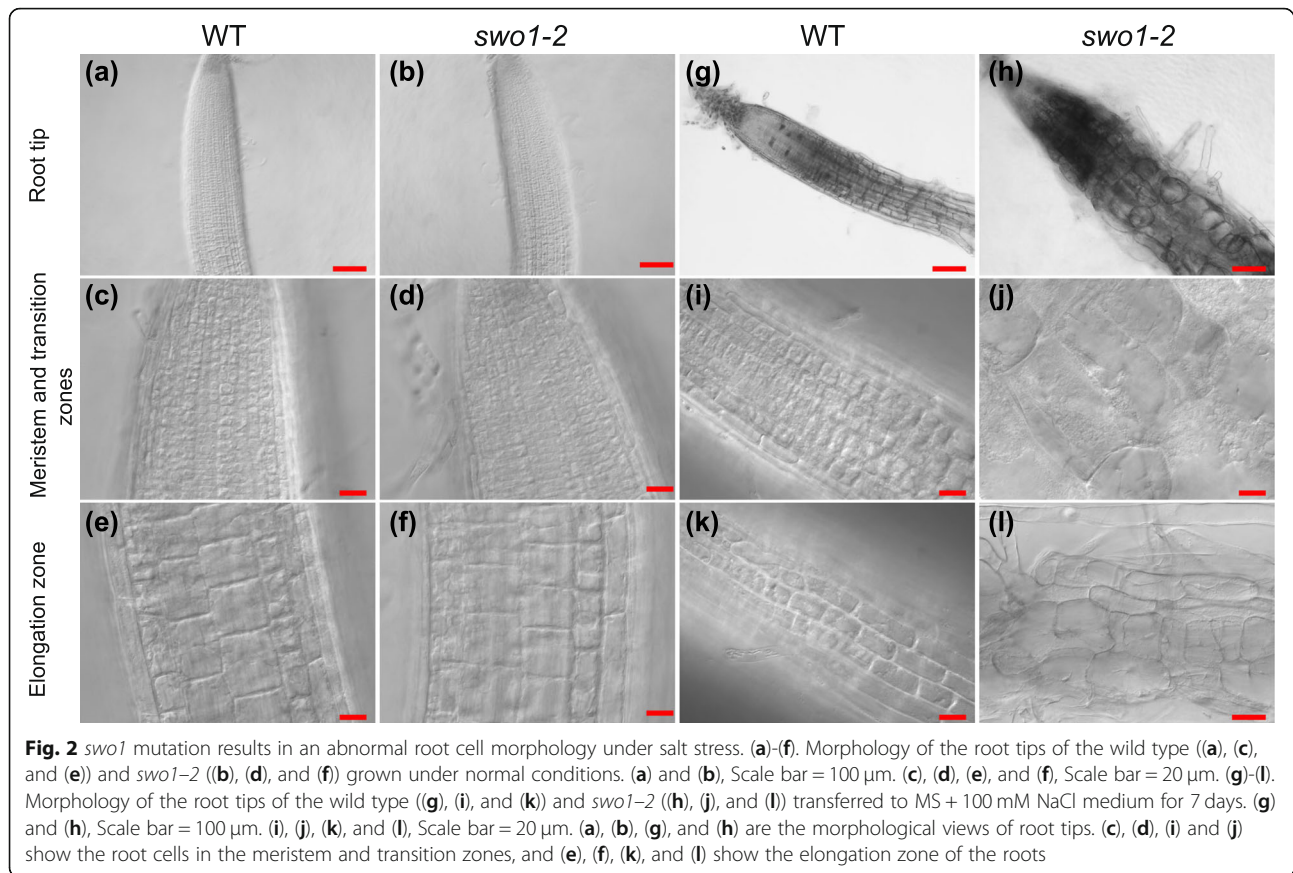 WT swo1-2 WT swo1-2
Root tip
(a) (b) (g) (h)
Meristem and transition
zones
(c) (d) (i) (j)
Elongation zone
(e) (f) (k) (l)
Fig. 2 swo1 mutation results in an abnormal root cell morphology under salt stress. (a)-(f). Morphology of the root tips of the wild type ((a), (c),
and (e)) and swo1–2 ((b), (d), and (f)) grown under normal conditions. (a) and (b), Scale bar = 100 μm. (c), (d), (e), and (f), Scale bar = 20 μm. (g)-(l).
Morphology of the root tips of the wild type ((g), (i), and (k)) and swo1–2 ((h), (j), and (l)) transferred to MS + 100 mM NaCl medium for 7 days. (g)
and (h), Scale bar = 100 μm. (i), (j), (k), and (l), Scale bar = 20 μm. (a), (b), (g), and (h) are the morphological views of root tips. (c), (d), (i) and (j)
show the root cells in the meristem and transition zones, and (e), (f), (k), and (l) show the elongation zone of the roots